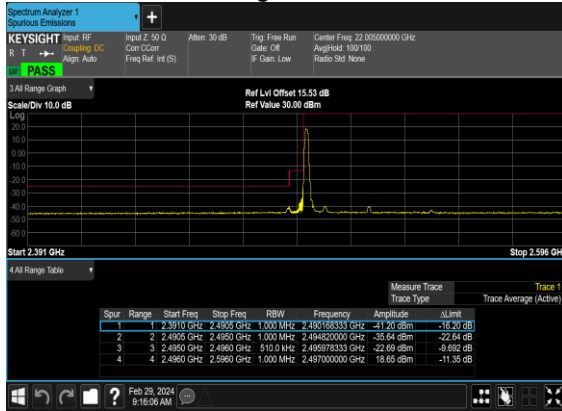 Spectrum Analyzer 1
Spurious Emissions
KEYSIGHT Input: RF Input Z: 50 Ω Atten: 30 dB Trig: Free Run Center Freq: 22.005000000 GHz
R T Coupling: DC Corr CCorr Gate: Off Avg|Hold: 100/100
Align: Auto Freq Ref: Int (S) IF Gain: Low Radio Std: None
PASS
3 All Range Graph Ref Lvl Offset 15.53 dB
Scale/Div 10.0 dB Ref Value 30.00 dBm
Log
20.0
10.0
0.00
-10.0
-20.0
-30.0
-40.0
-50.0
-60.0
Start 2.391 GHz Stop 2.596 GH
4 All Range Table
Measure Trace Trace 1
Trace Type Trace Average (Active)
Spur Range Start Freq Stop Freq RBW Frequency Amplitude ΔLimit
1 1 2.3910 GHz 2.4905 GHz 1.000 MHz 2.490168333 GHz -41.20 dBm -16.20 dB
2 2 2.4905 GHz 2.4950 GHz 1.000 MHz 2.494820000 GHz -35.64 dBm -22.64 dB
3 3 2.4950 GHz 2.4960 GHz 510.0 kHz 2.495978333 GHz -22.69 dBm -9.692 dB
4 4 2.4960 GHz 2.5960 GHz 1.000 MHz 2.497000000 GHz 18.65 dBm -11.35 dB
? Feb 29, 2024
9:16:06 AM